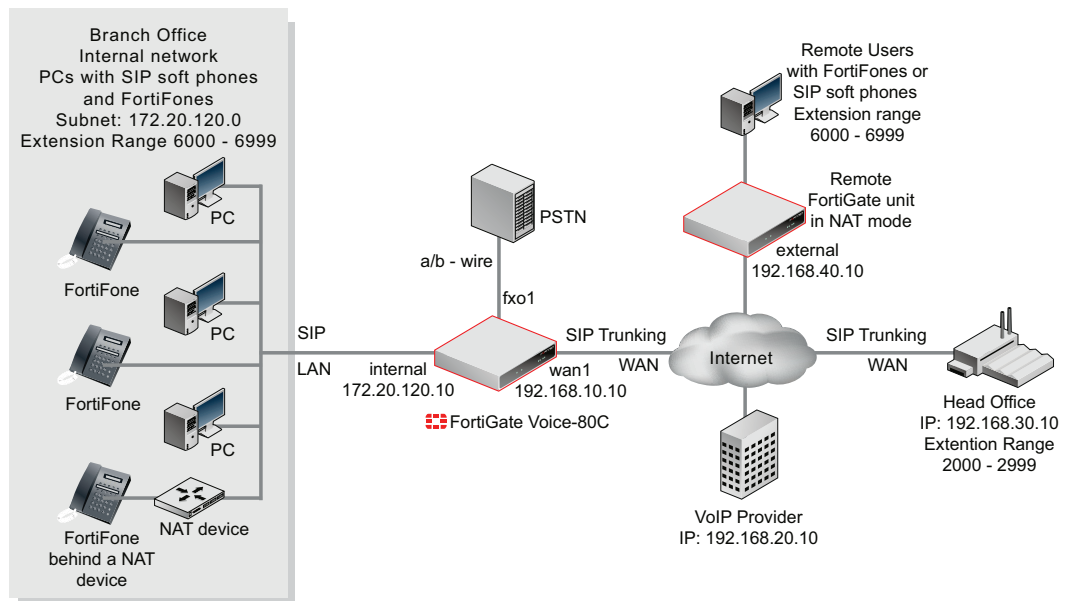 Branch Office
Internal network
PCs with SIP soft phones
and FortiFones
Subnet: 172.20.120.0
Extension Range 6000 - 6999
PC
FortiFone
PC
FortiFone
PC
FortiFone
behind a NAT
device
NAT device
SIP
LAN
internal
172.20.120.10
PSTN
a/b - wire
fxo1
wan1
192.168.10.10
FortiGate Voice-80C
SIP Trunking
WAN
Internet
Remote Users
with FortiFones or
SIP soft phones
Extension range
6000 - 6999
Remote
FortiGate unit
in NAT mode
external
192.168.40.10
SIP Trunking
WAN
Head Office
IP: 192.168.30.10
Extention Range
2000 - 2999
VoIP Provider
IP: 192.168.20.10